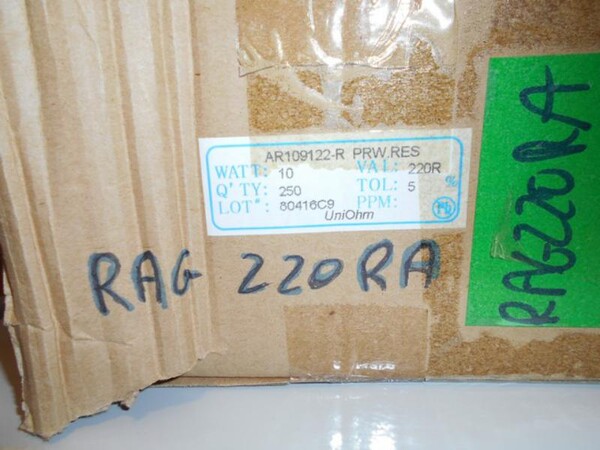 AR109122-R PRW.RES
WATT: 10 VAL: 220R
Q'TY: 250 TOL: 5 %
LOT#: 80416C9 PPM:
UniOhm
RAG 220RA
RAG220RA